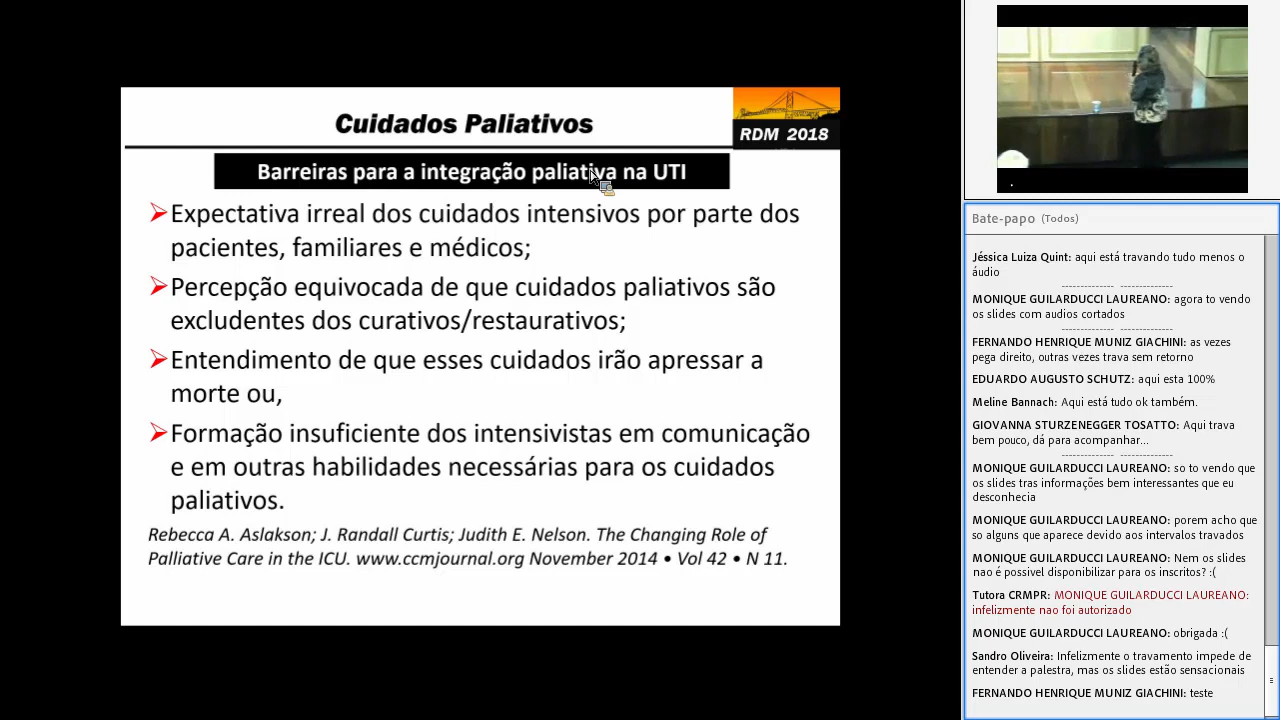 Cuidados Paliativos
RDM 2018
Barreiras para a integração paliativa na UTI
Expectativa irreal dos cuidados intensivos por parte dos
pacientes, familiares e médicos;
Percepção equivocada de que cuidados paliativos são
excludentes dos curativos/restaurativos;
Entendimento de que esses cuidados irão apressar a
morte ou,
Formação insuficiente dos intensivistas em comunicação
e em outras habilidades necessárias para os cuidados
paliativos.
Rebecca A. Aslakson; J. Randall Curtis; Judith E. Nelson. The Changing Role of
Palliative Care in the ICU. www.ccmjournal.org November 2014 • Vol 42 • N 11.
Bate-papo (Todos)
Jéssica Luiza Quint: aqui está travando tudo menos o
áudio
MONIQUE GUILARDUCCI LAUREANO: agora to vendo
os slides com audios cortados
FERNANDO HENRIQUE MUNIZ GIACHINI: as vezes
pega direito, outras vezes trava sem retorno
EDUARDO AUGUSTO SCHUTZ: aqui esta 100%
Meline Bannach: Aqui está tudo ok também.
GIOVANNA STURZENEGGER TOSATTO: Aqui trava
bem pouco, dá para acompanhar...
MONIQUE GUILARDUCCI LAUREANO: so to vendo que
os slides tras informações bem interessantes que eu
desconhecia
MONIQUE GUILARDUCCI LAUREANO: porem acho que
so alguns que aparece devido aos intervalos travados
MONIQUE GUILARDUCCI LAUREANO: Nem os slides
nao é possivel disponibilizar para os inscritos? :(
Tutora CRMPR: MONIQUE GUILARDUCCI LAUREANO:
infelizmente nao foi autorizado
MONIQUE GUILARDUCCI LAUREANO: obrigada :(
Sandro Oliveira: Infelizmente o travamento impede de
entender a palestra, mas os slides estão sensacionais
FERNANDO HENRIQUE MUNIZ GIACHINI: teste